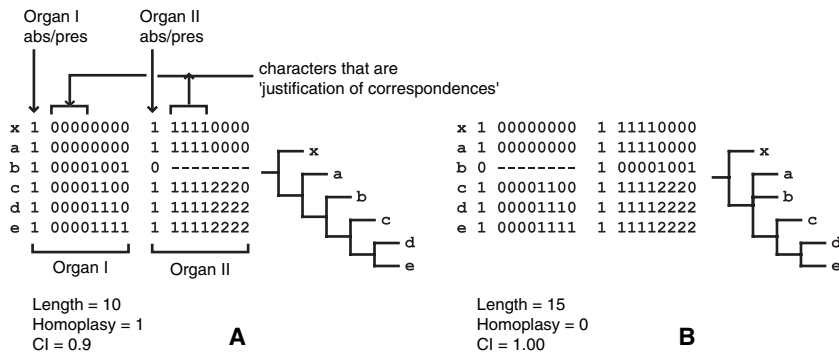 Organ I
abs/pres
Organ II
abs/pres
characters that are
'justification of correspondences'
x 1 00000000 1 11110000
a 1 00000000 1 11110000
b 1 00001001 0 --------
c 1 00001100 1 11112220
d 1 00001110 1 11112222
e 1 00001111 1 11112222
Organ I
Organ II
x
a
b
c
d
e
Length = 10
Homoplasy = 1
CI = 0.9
A
x 1 00000000 1 11110000
a 1 00000000 1 11110000
b 0 -------- 1 00001001
c 1 00001100 1 11112220
d 1 00001110 1 11112222
e 1 00001111 1 11112222
x
a
b
c
d
e
Length = 15
Homoplasy = 0
CI = 1.00
B